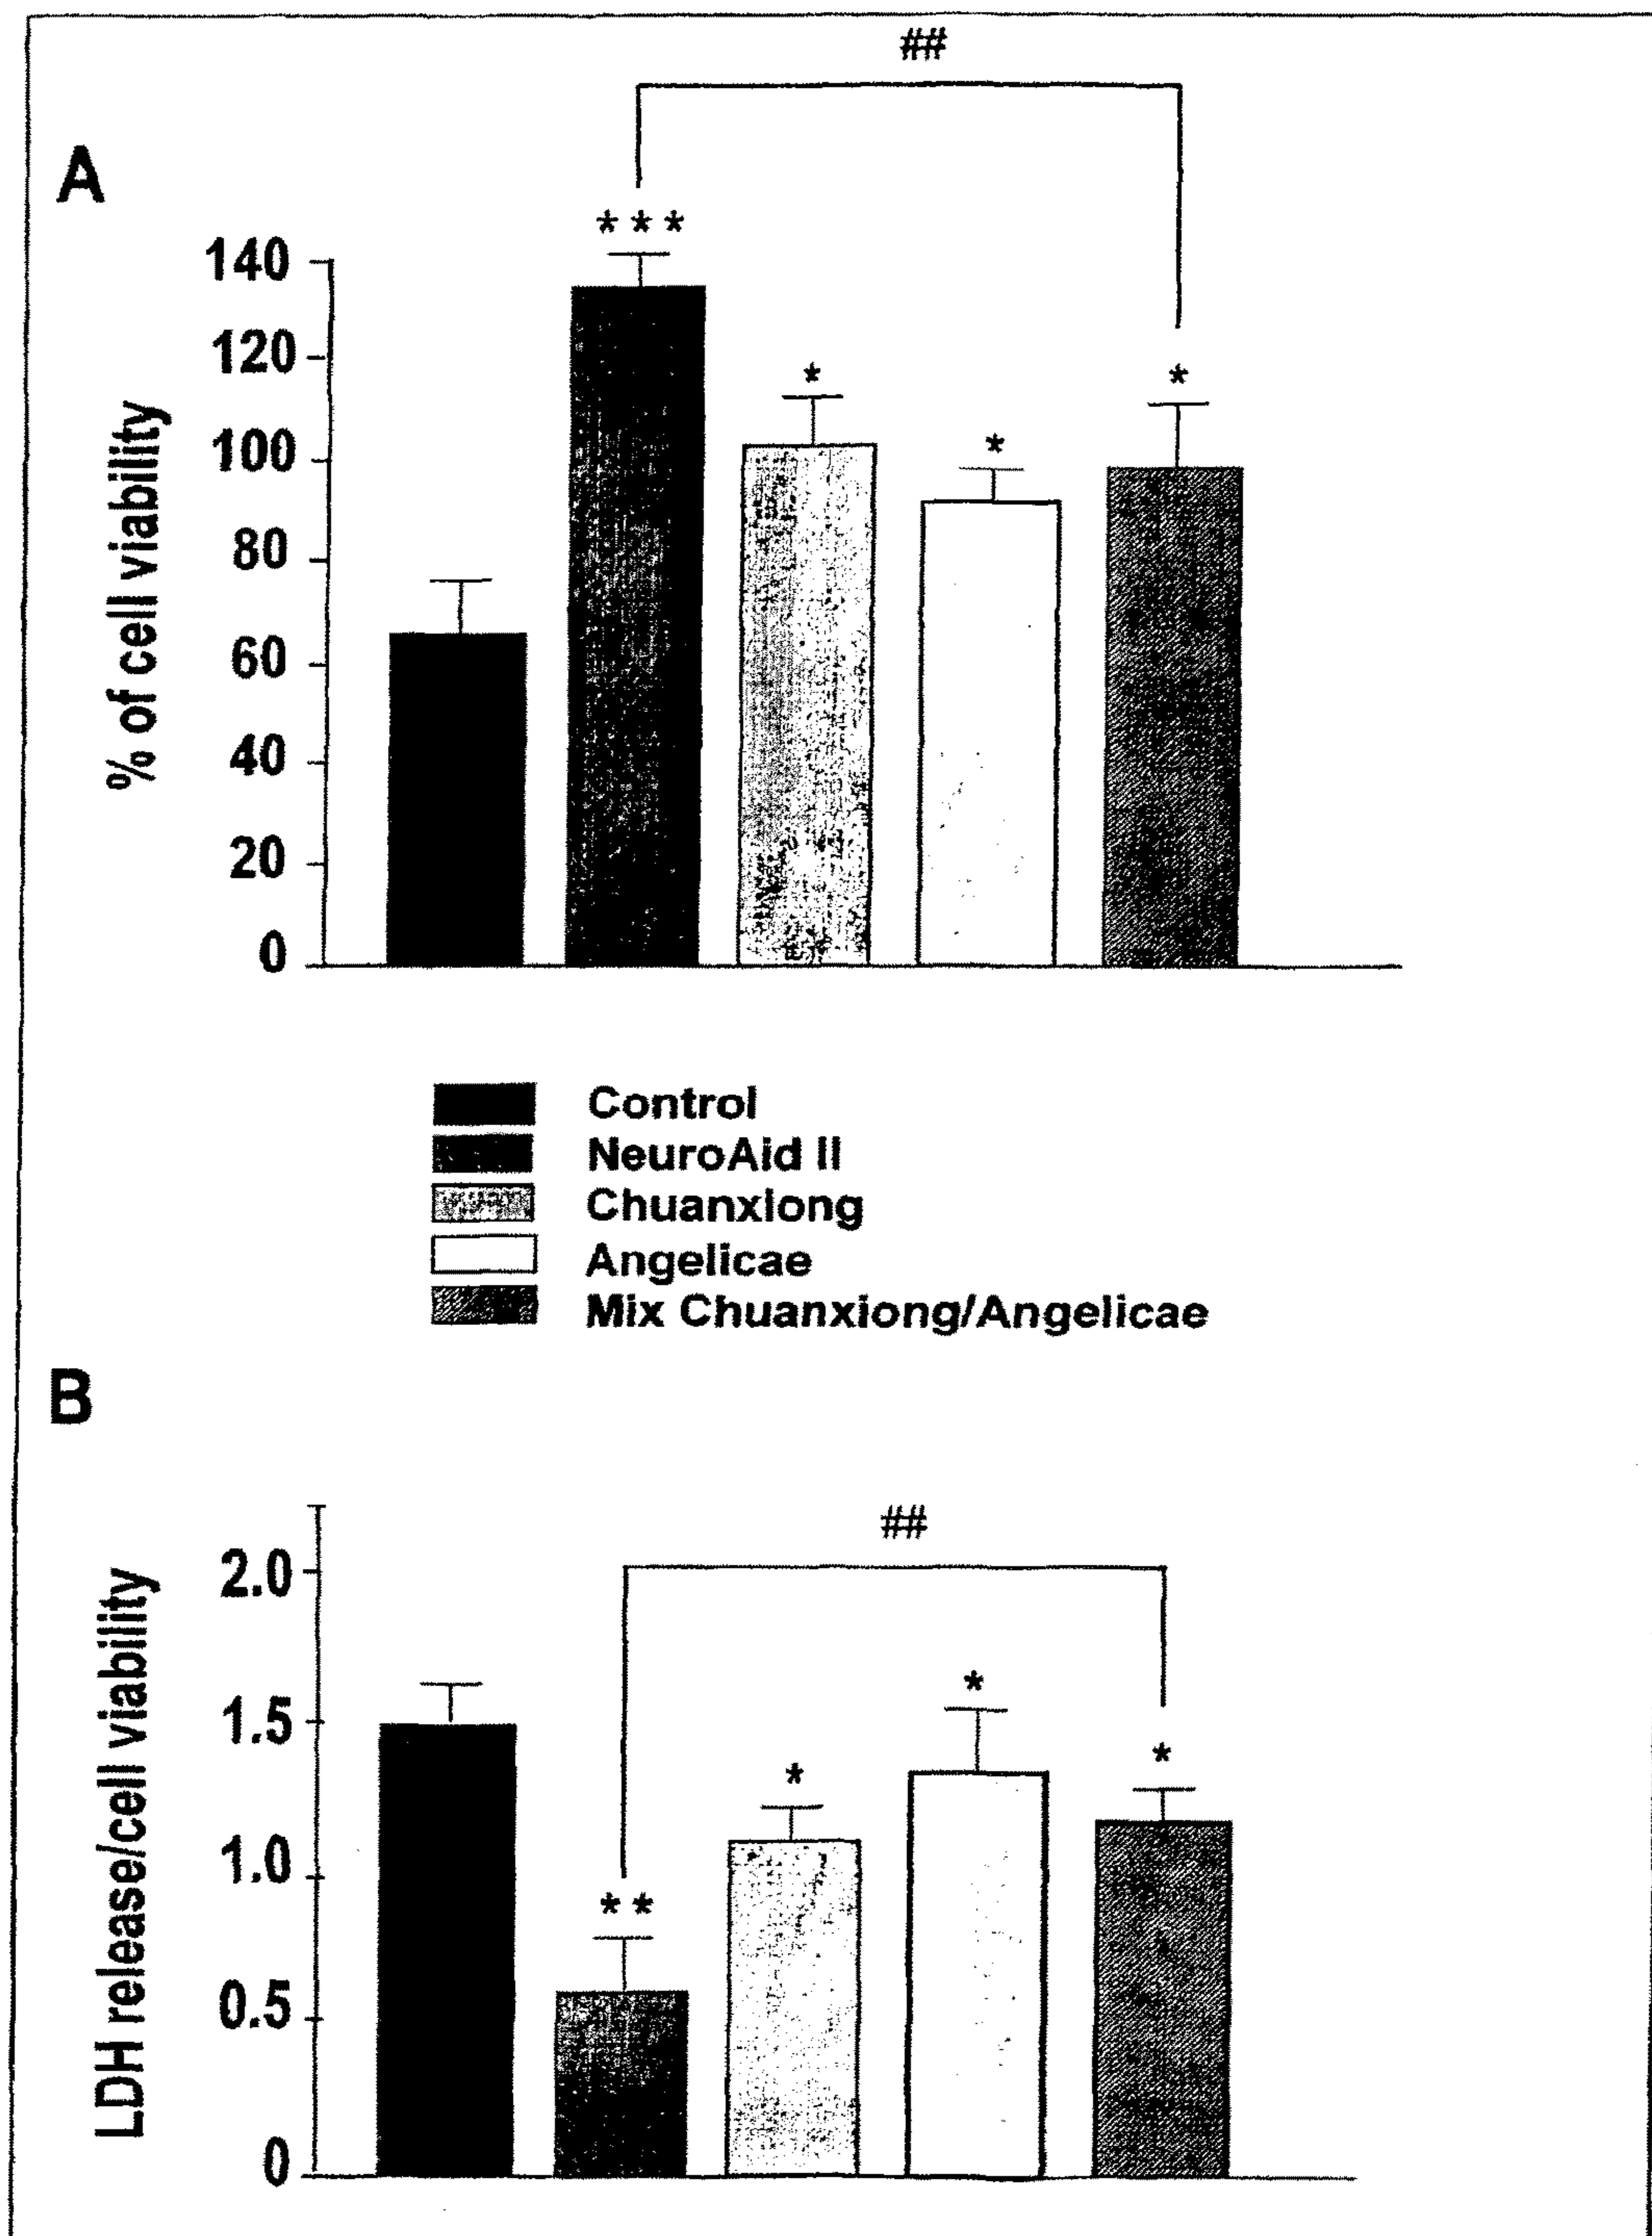 ##
A
***
140
120
*
*
100
*
80
60
40
20
0
% of cell viability
Control
NeuroAid II
Chuanxiong
Angelicae
Mix Chuanxiong/Angelicae
B
##
2.0
*
1.5
*
*
1.0
**
0.5
0
LDH release/cell viability